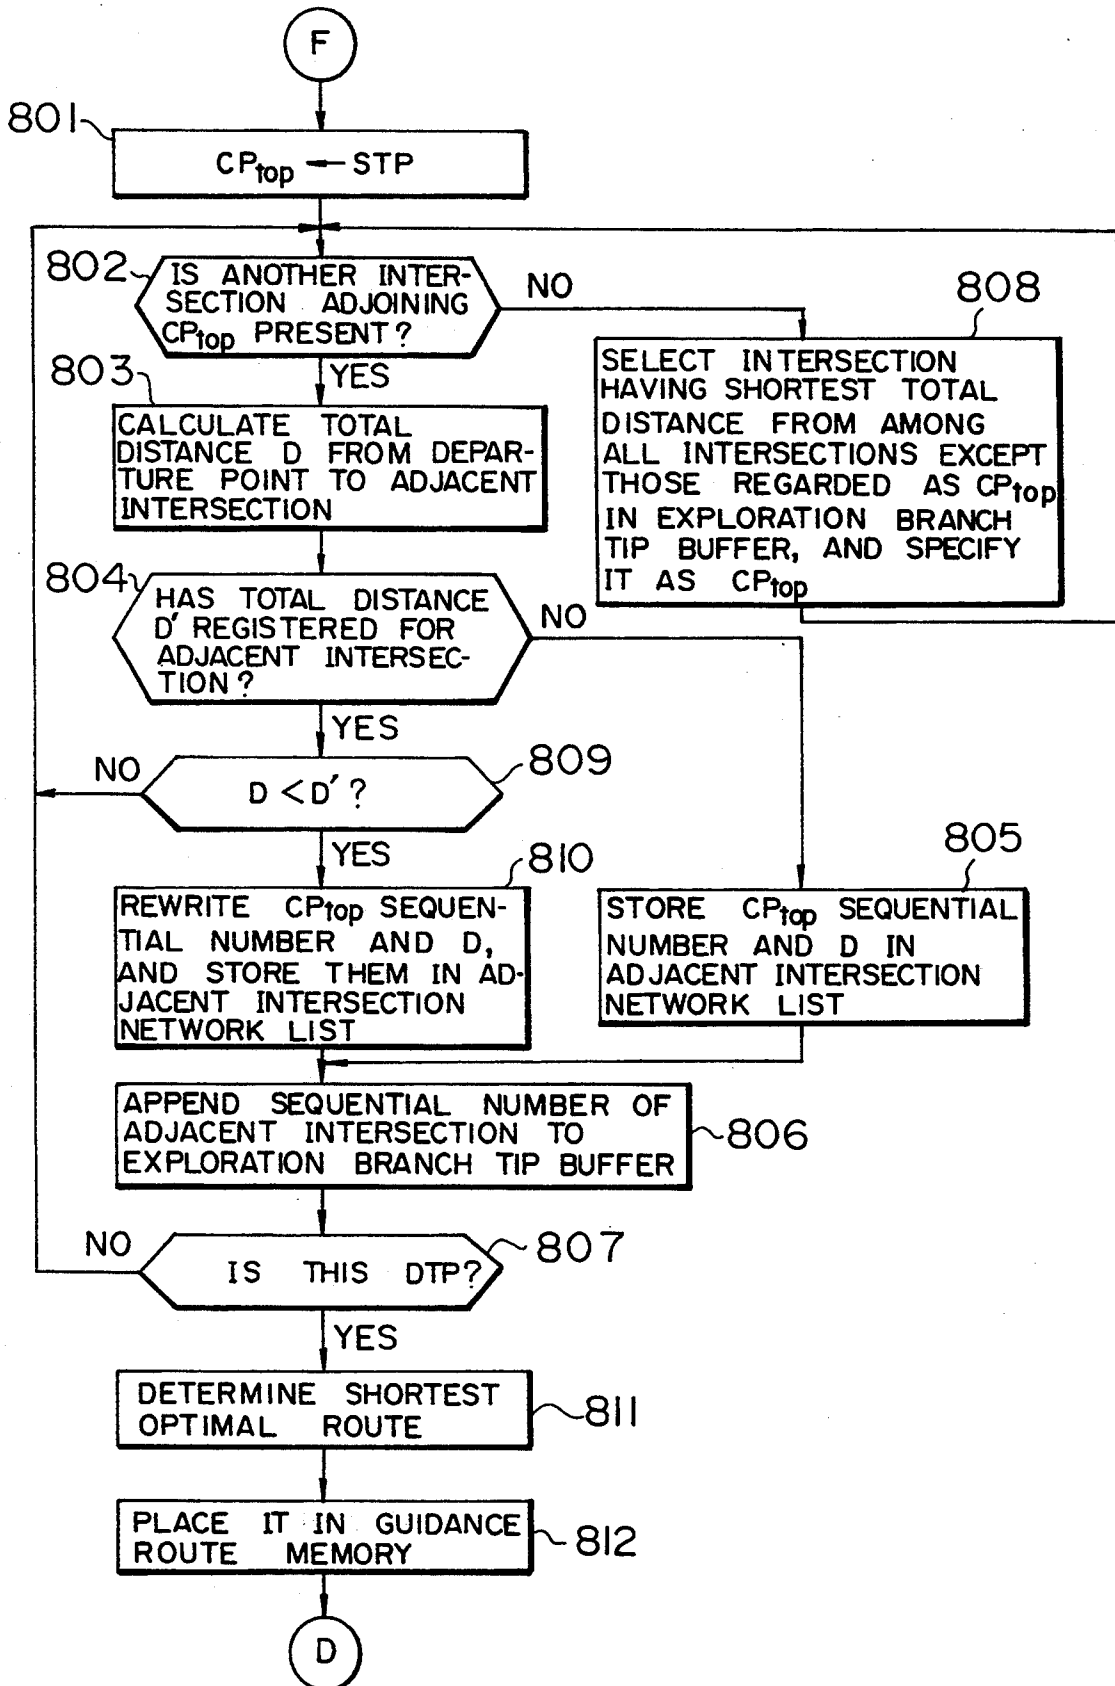 F
801
CPtop ← STP
802
IS ANOTHER INTER-
SECTION ADJOINING
CPtop PRESENT?
NO
YES
808
SELECT INTERSECTION
HAVING SHORTEST TOTAL
DISTANCE FROM AMONG
ALL INTERSECTIONS EXCEPT
THOSE REGARDED AS CPtop
IN EXPLORATION BRANCH
TIP BUFFER, AND SPECIFY
IT AS CPtop
803
CALCULATE TOTAL
DISTANCE D FROM DEPAR-
TURE POINT TO ADJACENT
INTERSECTION
804
HAS TOTAL DISTANCE
D' REGISTERED FOR
ADJACENT INTERSEC-
TION?
NO
YES
809
NO
D < D' ?
YES
810
REWRITE CPtop SEQUEN-
TIAL NUMBER AND D,
AND STORE THEM IN AD-
JACENT INTERSECTION
NETWORK LIST
805
STORE CPtop SEQUENTIAL
NUMBER AND D IN
ADJACENT INTERSECTION
NETWORK LIST
APPEND SEQUENTIAL NUMBER OF
ADJACENT INTERSECTION TO
EXPLORATION BRANCH TIP BUFFER
806
NO
807
IS THIS DTP?
YES
DETERMINE SHORTEST
OPTIMAL ROUTE
811
PLACE IT IN GUIDANCE
ROUTE MEMORY
812
D